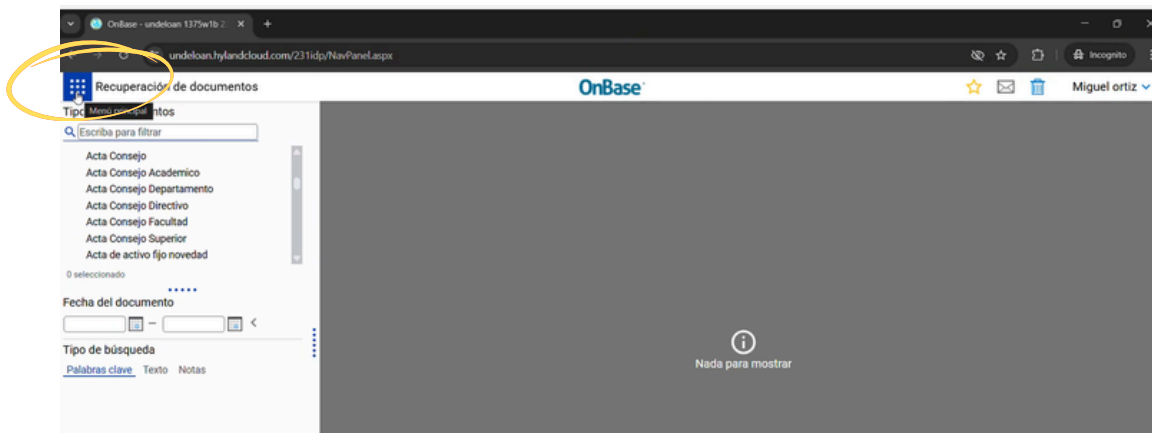 OnBase - undeloan 1375w1b 2
undeloan.hylandcloud.com/231idp/NavPanel.aspx
Incognito
Recuperación de documentos
OnBase
Miguel ortiz
Menú principal
Escriba para filtrar
Acta Consejo
Acta Consejo Academico
Acta Consejo Departamento
Acta Consejo Directivo
Acta Consejo Facultad
Acta Consejo Superior
Acta de activo fijo novedad
0 seleccionado
Fecha del documento
Tipo de búsqueda
Palabras clave Texto Notas
Nada para mostrar